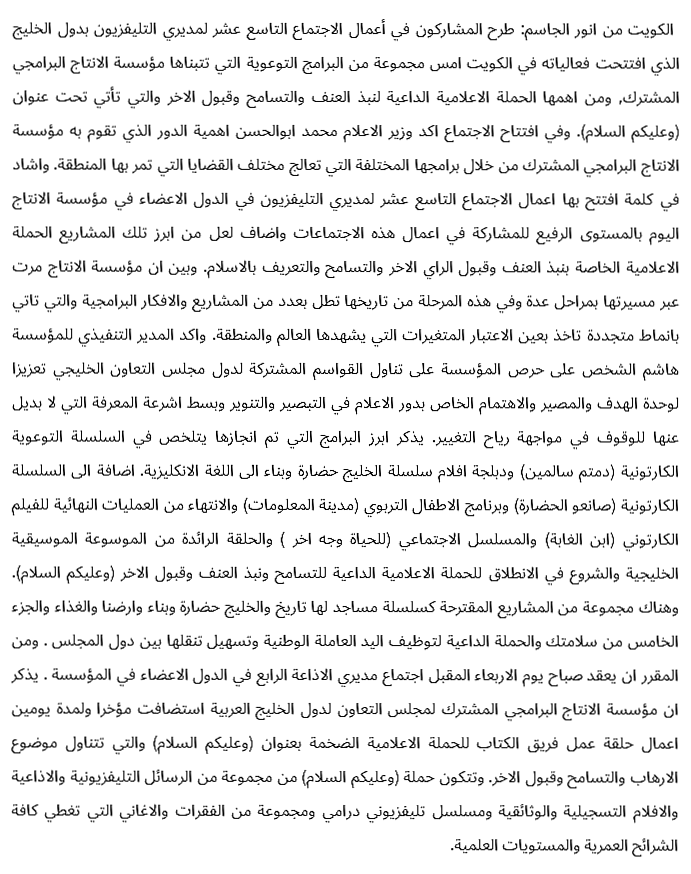 الكويت من انور الجاسم: طرح المشاركون في أعمال الاجتماع التاسع عشر لمديري التليفزيون بدول الخليج
الذي افتتحت فعالياته في الكويت امس مجموعة من البرامج التوعوية التي تتبناها مؤسسة الانتاج البرامجي
المشترك, ومن اهمها الحملة الاعلامية الداعية لنبذ العنف والتسامح وقبول الاخر والتي تأتي تحت عنوان
(وعليكم السلام). وفي افتتاح الاجتماع اكد وزير الاعلام محمد ابوالحسن اهمية الدور الذي تقوم به مؤسسة
الانتاج البرامجي المشترك من خلال برامجها المختلفة التي تعالج مختلف القضايا التي تمر بها المنطقة. واشاد
في كلمة افتتح بها اعمال الاجتماع التاسع عشر لمديري التليفزيون في الدول الاعضاء في مؤسسة الانتاج
اليوم بالمستوى الرفيع للمشاركة في اعمال هذه الاجتماعات واضاف لعل من ابرز تلك المشاريع الحملة
الاعلامية الخاصة بنبذ العنف وقبول الراي الاخر والتسامح والتعريف بالاسلام. وبين ان مؤسسة الانتاج مرت
عبر مسيرتها بمراحل عدة وفي هذه المرحلة من تاريخها تطل بعدد من المشاريع والافكار البرامجية والتي تاتي
بانماط متجددة تاخذ بعين الاعتبار المتغيرات التي يشهدها العالم والمنطقة. واكد المدير التنفيذي للمؤسسة
هاشم الشخص على حرص المؤسسة على تناول القواسم المشتركة لدول مجلس التعاون الخليجي تعزيزا
لوحدة الهدف والمصير والاهتمام الخاص بدور الاعلام في التبصير والتنوير وبسط اشرعة المعرفة التي لا بديل
عنها للوقوف في مواجهة رياح التغيير. يذكر ابرز البرامج التي تم انجازها يتلخص في السلسلة التوعوية
الكارتونية (دمتم سالمين) ودبلجة افلام سلسلة الخليج حضارة وبناء الى اللغة الانكليزية. اضافة الى السلسلة
الكارتونية (صانعو الحضارة) وبرنامج الاطفال التربوي (مدينة المعلومات) والانتهاء من العمليات النهائية للفيلم
الكارتوني (ابن الغابة) والمسلسل الاجتماعي (للحياة وجه اخر ) والحلقة الرائدة من الموسوعة الموسيقية
الخليجية والشروع في الانطلاق للحملة الاعلامية الداعية للتسامح ونبذ العنف وقبول الاخر (وعليكم السلام).
وهناك مجموعة من المشاريع المقترحة كسلسلة مساجد لها تاريخ والخليج حضارة وبناء وارضنا والغذاء والجزء
الخامس من سلامتك والحملة الداعية لتوظيف اليد العاملة الوطنية وتسهيل تنقلها بين دول المجلس . ومن
المقرر ان يعقد صباح يوم الاربعاء المقبل اجتماع مديري الاذاعة الرابع في الدول الاعضاء في المؤسسة . يذكر
ان مؤسسة الانتاج البرامجي المشترك لمجلس التعاون لدول الخليج العربية استضافت مؤخرا ولمدة يومين
اعمال حلقة عمل فريق الكتاب للحملة الاعلامية الضخمة بعنوان (وعليكم السلام) والتي تتناول موضوع
الارهاب والتسامح وقبول الاخر. وتتكون حملة (وعليكم السلام) من مجموعة من الرسائل التليفزيونية والاذاعية
والافلام التسجيلية والوثائقية ومسلسل تليفزيوني درامي ومجموعة من الفقرات والاغاني التي تغطي كافة
الشرائح العمرية والمستويات العلمية.